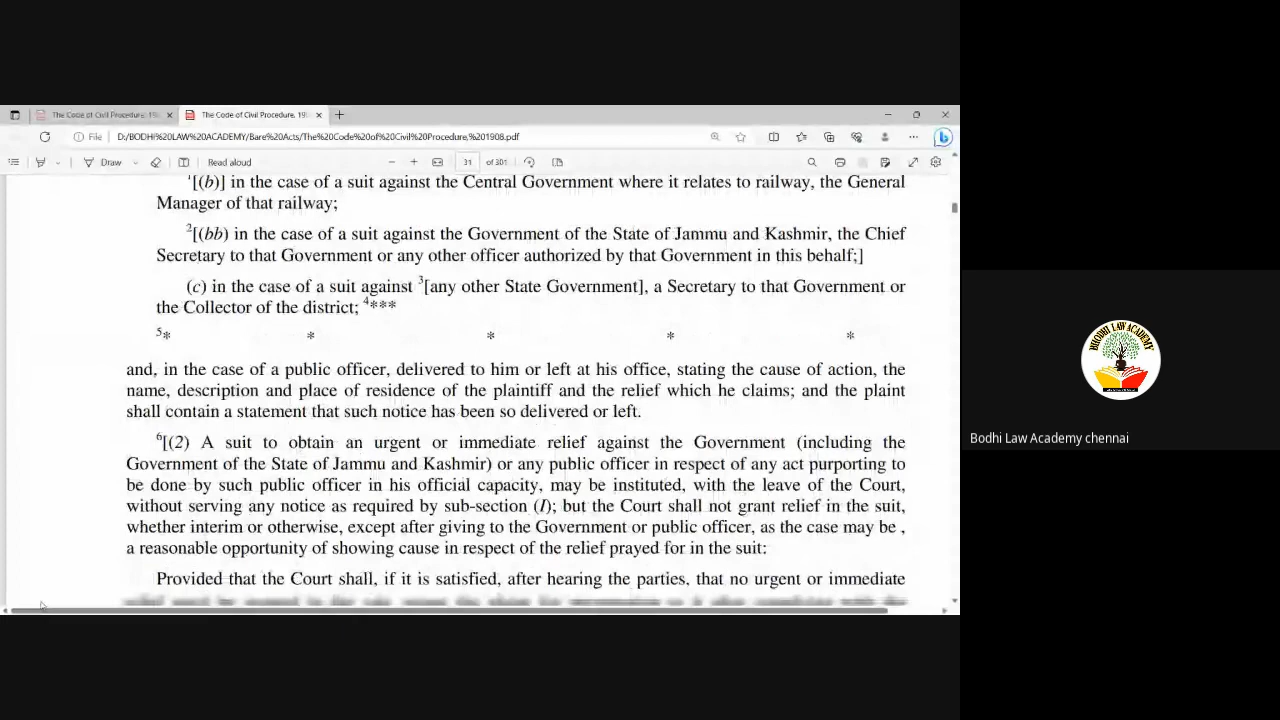 The Code of Civil Procedure, 19
The Code of Civil Procedure, 19
File
D:/BODHI%20LAW%20ACADEMY/Bare%20Acts/The%20Code%20of%20Civil%20Procedure,%201908.pdf
Draw
Read aloud
31 of 301
1[(b)] in the case of a suit against the Central Government where it relates to railway, the General
Manager of that railway;
2[(bb) in the case of a suit against the Government of the State of Jammu and Kashmir, the Chief
Secretary to that Government or any other officer authorized by that Government in this behalf;]
(c) in the case of a suit against 3[any other State Government], a Secretary to that Government or
the Collector of the district; 4***
5* * * * *
and, in the case of a public officer, delivered to him or left at his office, stating the cause of action, the
name, description and place of residence of the plaintiff and the relief which he claims; and the plaint
shall contain a statement that such notice has been so delivered or left.
6[(2) A suit to obtain an urgent or immediate relief against the Government (including the
Government of the State of Jammu and Kashmir) or any public officer in respect of any act purporting to
be done by such public officer in his official capacity, may be instituted, with the leave of the Court,
without serving any notice as required by sub-section (I); but the Court shall not grant relief in the suit,
whether interim or otherwise, except after giving to the Government or public officer, as the case may be ,
a reasonable opportunity of showing cause in respect of the relief prayed for in the suit:
Provided that the Court shall, if it is satisfied, after hearing the parties, that no urgent or immediate
BHODHI LAW ACADEMY
Bodhi Law Academy chennai